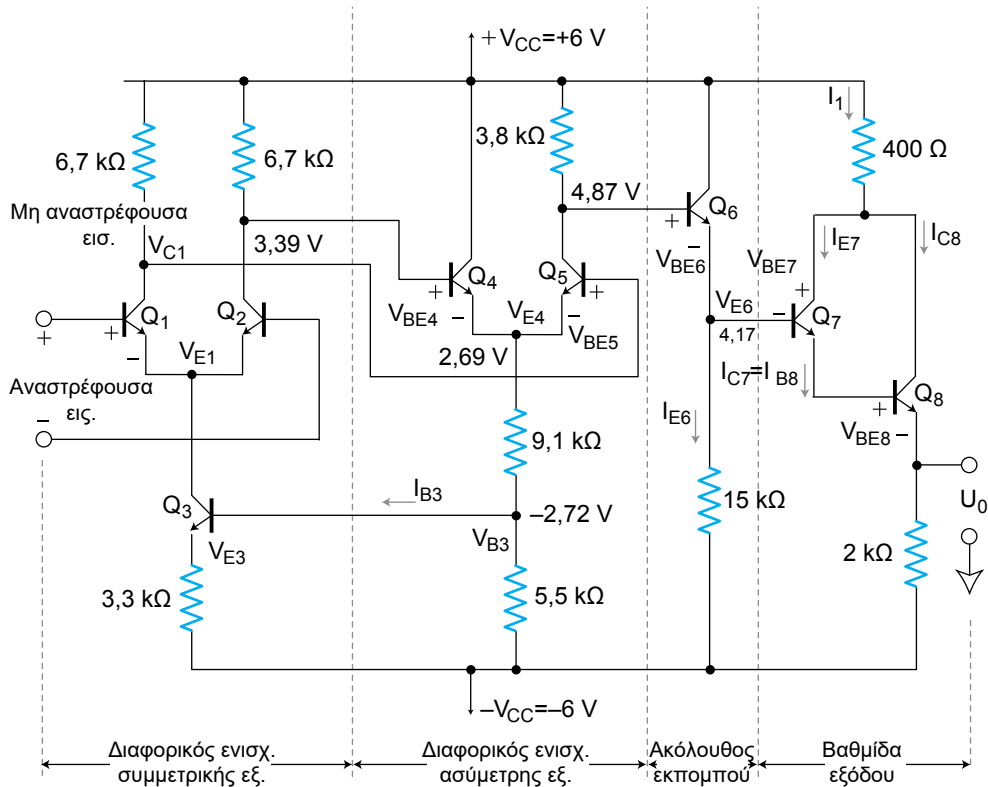 + VCC=+6 V
I1
6,7 kΩ
6,7 kΩ
3,8 kΩ
400 Ω
Μη αναστρέφουσα
εισ.
VC1
3,39 V
4,87 V
Q6
+
–
VBE6
IE7
IC8
VBE7
+
Q1
Q2
Q4
Q5
+
–
VBE4
+
–
VE4
–
VBE5
VE6
4,17
–
Q7
+
+
–
VE1
2,69 V
Αναστρέφουσα
εις.
–
IC7=IB8
Q8
+
VBE8 –
IE6
9,1 kΩ
IB3
Q3
–2,72 V
15 kΩ
U0
VE3
VB3
2 kΩ
3,3 kΩ
5,5 kΩ
–VCC=–6 V
Διαφορικός ενισχ.
συμμετρικής εξ.
Διαφορικός ενισχ.
ασύμετρης εξ.
Ακόλουθος
εκπομπού
Βαθμίδα
εξόδου